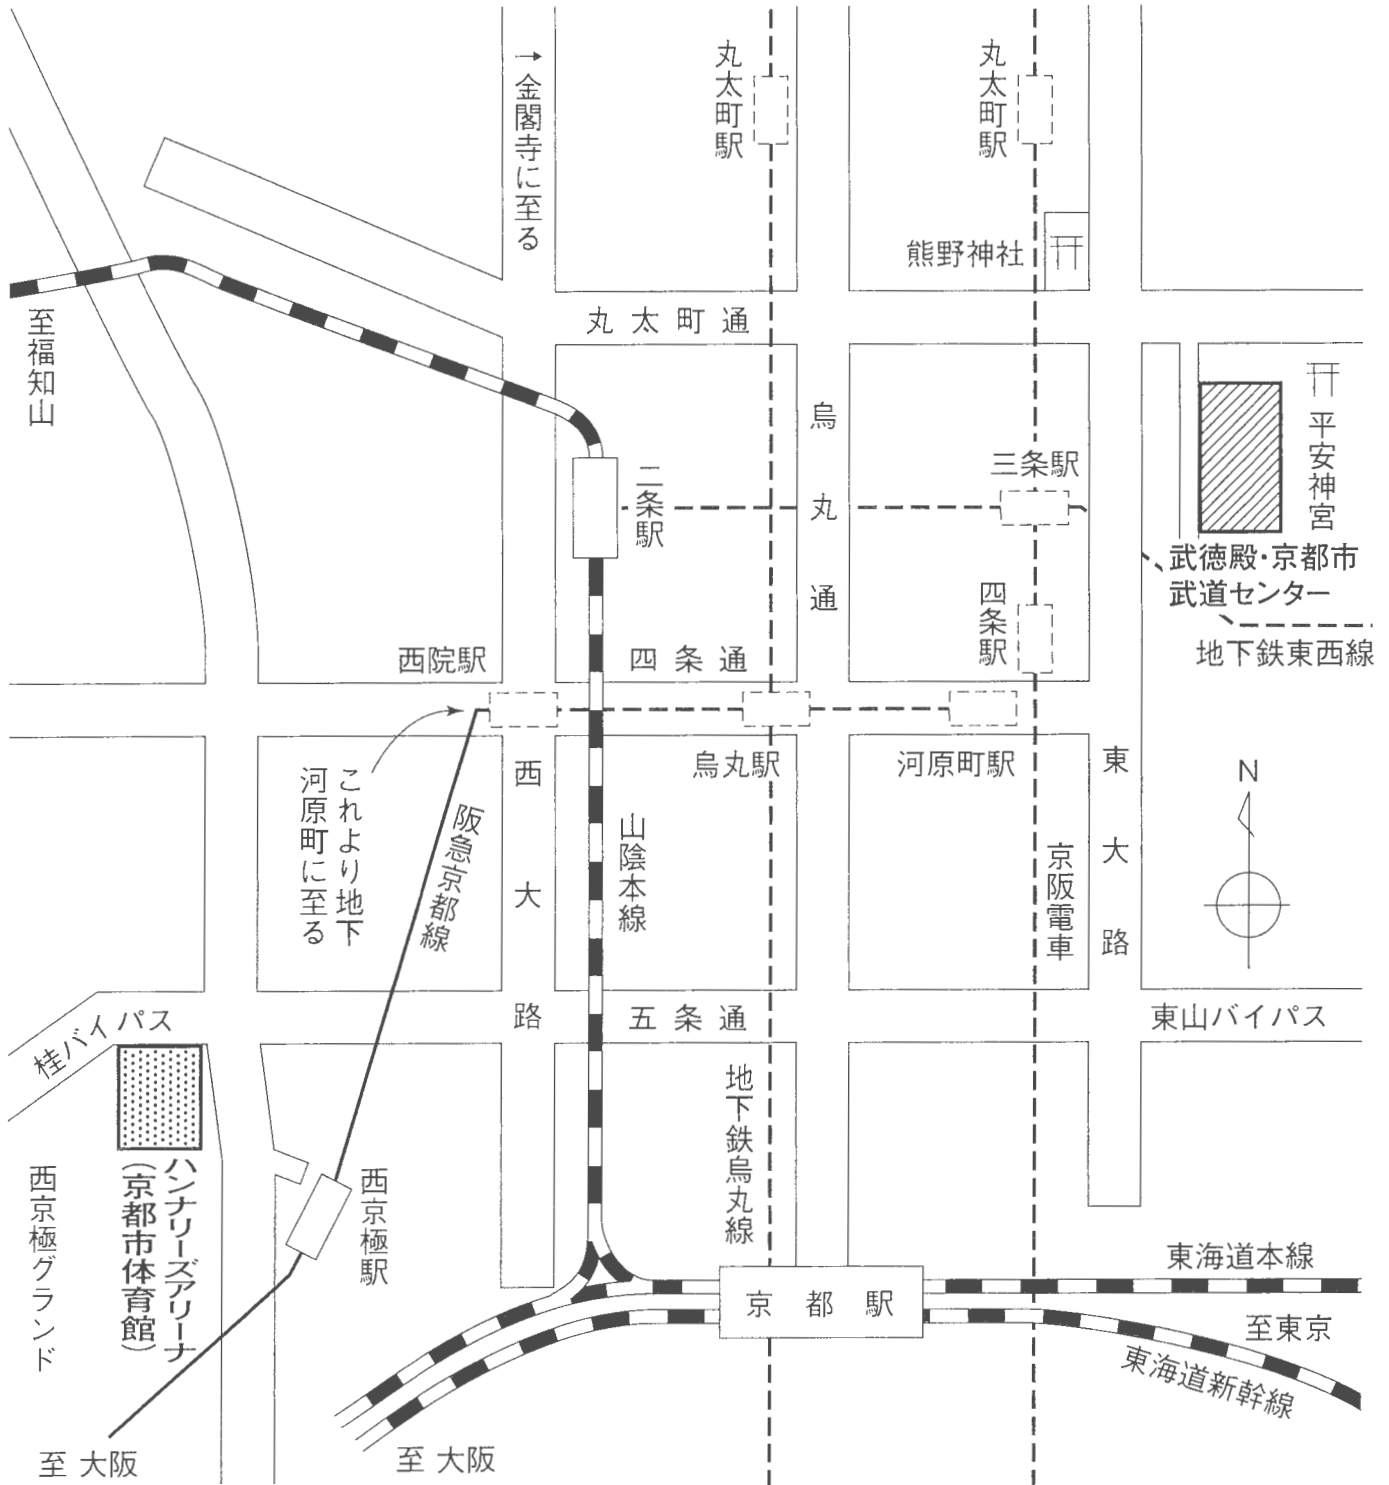 →金閣寺に至る
丸太町駅
丸太町駅
熊野神社
丸太町通
至福知山
平安神宮
烏丸通
三条駅
二条駅
武徳殿・京都市
武道センター
四条駅
地下鉄東西線
西院駅
四条通
烏丸駅
河原町駅
これより地下
河原町に至る
阪急京都線
西大路
山陰本線
京阪電車
東大路
N
五条通
東山バイパス
桂バイパス
地下鉄烏丸線
ハンナリーズアリーナ
(京都市体育館)
西京極グランド
西京極駅
東海道本線
京都駅
至東京
東海道新幹線
至 大阪
至 大阪